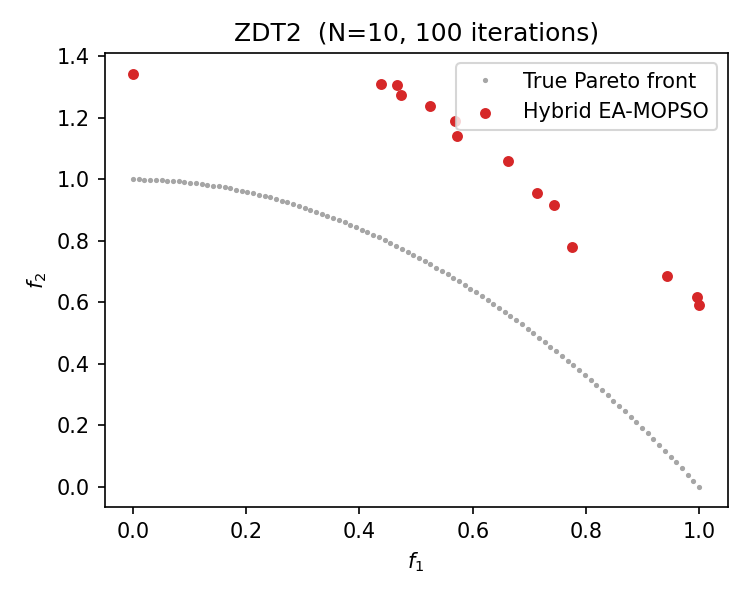 ZDT2 (N=10, 100 iterations)
True Pareto front
Hybrid EA-MOPSO
1.4
1.2
1.0
0.8
0.6
0.4
0.2
0.0
f2
0.0 0.2 0.4 0.6 0.8 1.0
f1